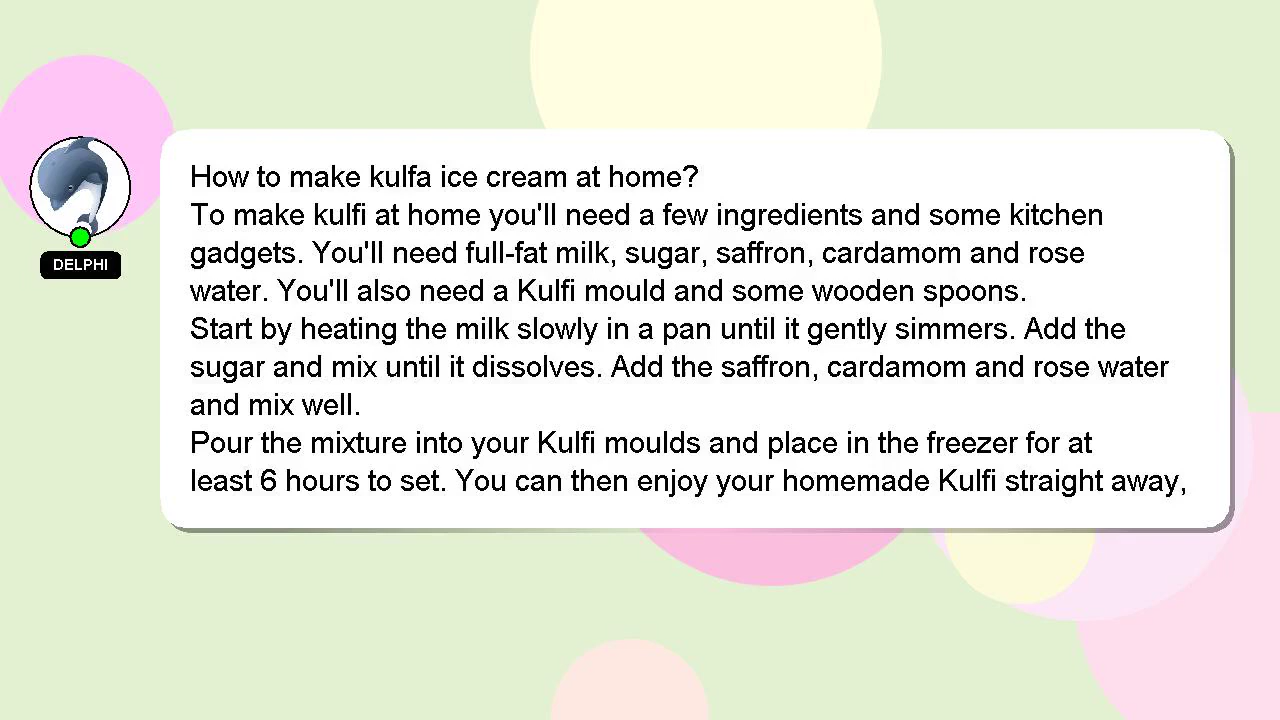 How to make kulfa ice cream at home?
To make kulfi at home you'll need a few ingredients and some kitchen
gadgets. You'll need full-fat milk, sugar, saffron, cardamom and rose
water. You'll also need a Kulfi mould and some wooden spoons.
Start by heating the milk slowly in a pan until it gently simmers. Add the
sugar and mix until it dissolves. Add the saffron, cardamom and rose water
and mix well.
Pour the mixture into your Kulfi moulds and place in the freezer for at
least 6 hours to set. You can then enjoy your homemade Kulfi straight away,
DELPHI